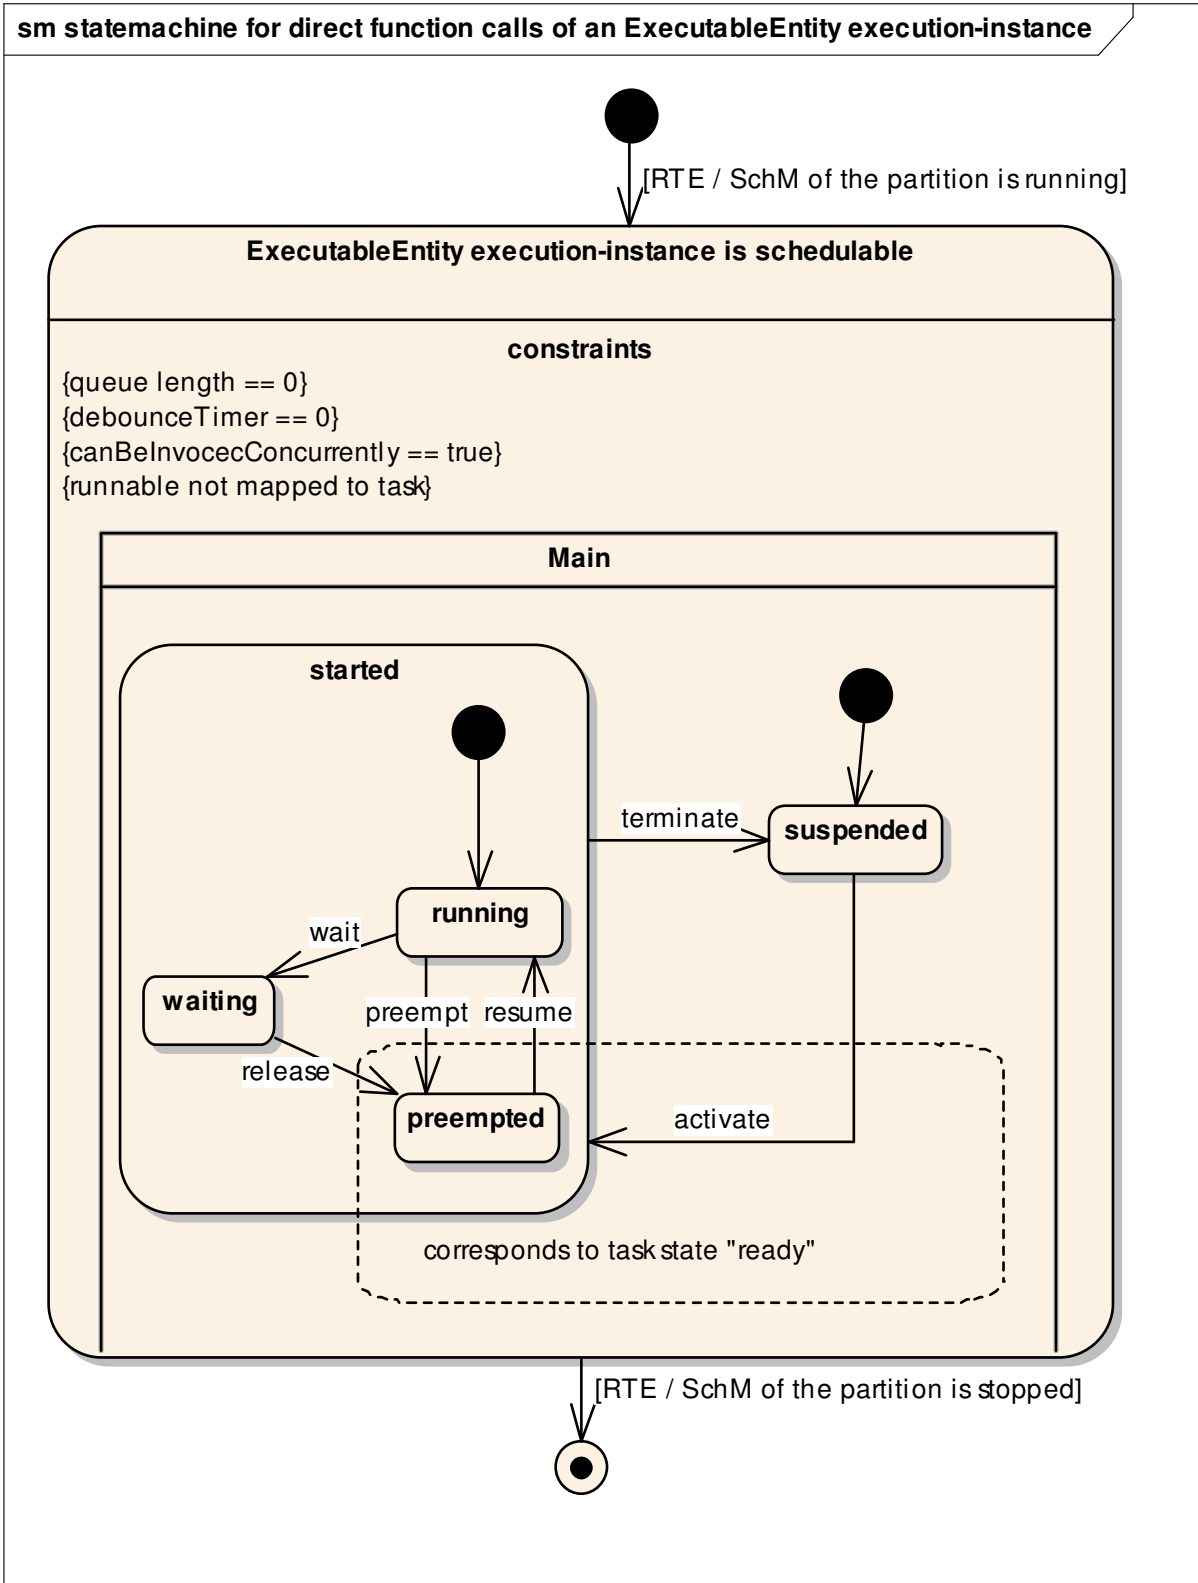 sm statemachine for direct function calls of an ExecutableEntity execution-instance
[RTE / SchM of the partition is running]
ExecutableEntity execution-instance is schedulable
constraints
{queue length == 0}
{debounceTimer == 0}
{canBeInvocecConcurrently == true}
{runnable not mapped to task}
Main
started
terminate
suspended
running
wait
waiting
preempt
resume
release
preempted
activate
corresponds to task state "ready"
[RTE / SchM of the partition is stopped]